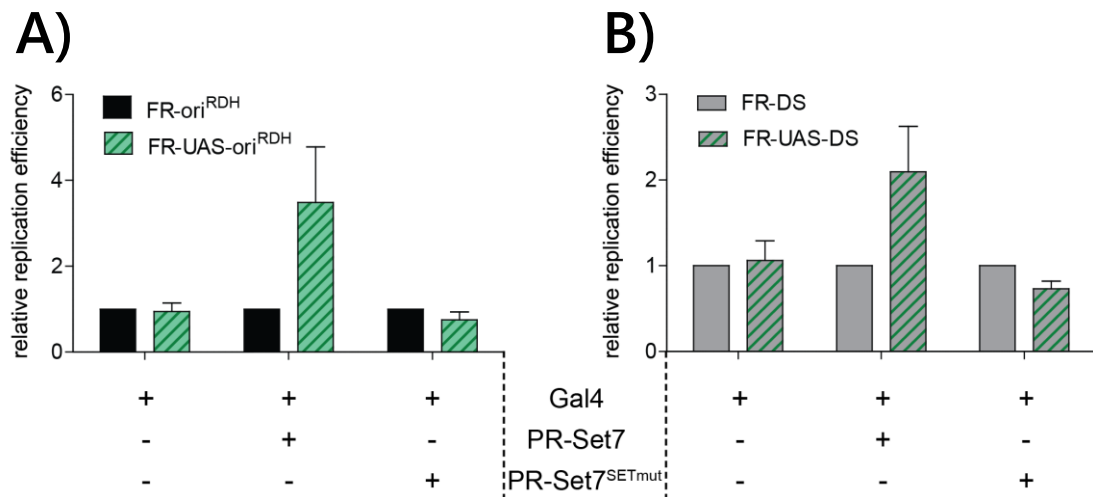 A)
relative replication efficiency
6
4
2
0
FR-ori^RDH
FR-UAS-ori^RDH
B)
relative replication efficiency
3
2
1
0
FR-DS
FR-UAS-DS
+ + + Gal4 + + +
- + - PR-Set7 - + -
- - + PR-Set7^SETmut - - +